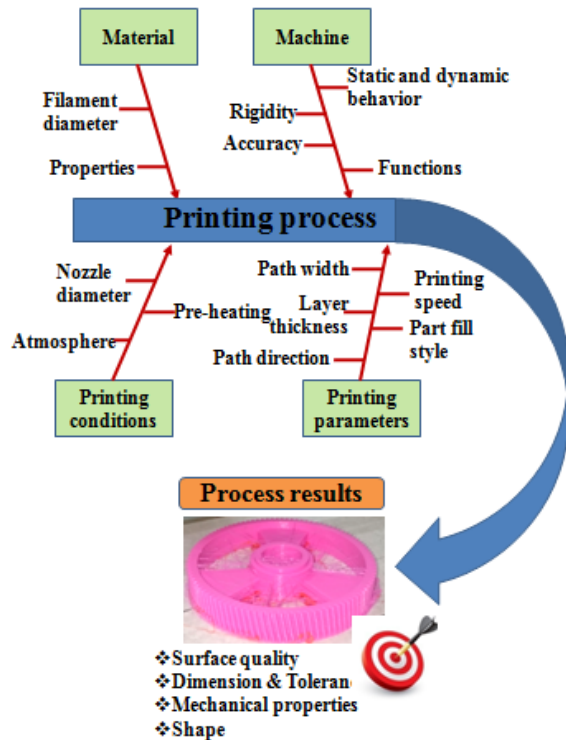 Material
Machine
Filament
diameter
Properties
Static and dynamic
behavior
Rigidity
Accuracy
Functions
Printing process
Nozzle
diameter
Pre-heating
Atmosphere
Path width
Printing
speed
Layer
thickness
Part fill
style
Path direction
Printing
conditions
Printing
parameters
Process results
❖Surface quality
❖Dimension & Toleran
❖Mechanical properties
❖Shape